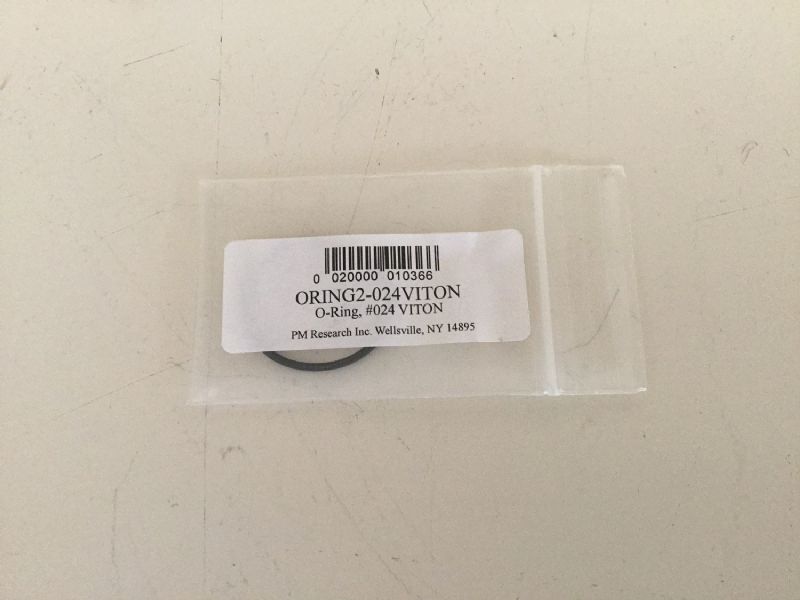 0 020000 010366
ORING2-024VITON
O-Ring, #024 VITON
PM Research Inc. Wellsville, NY 14895